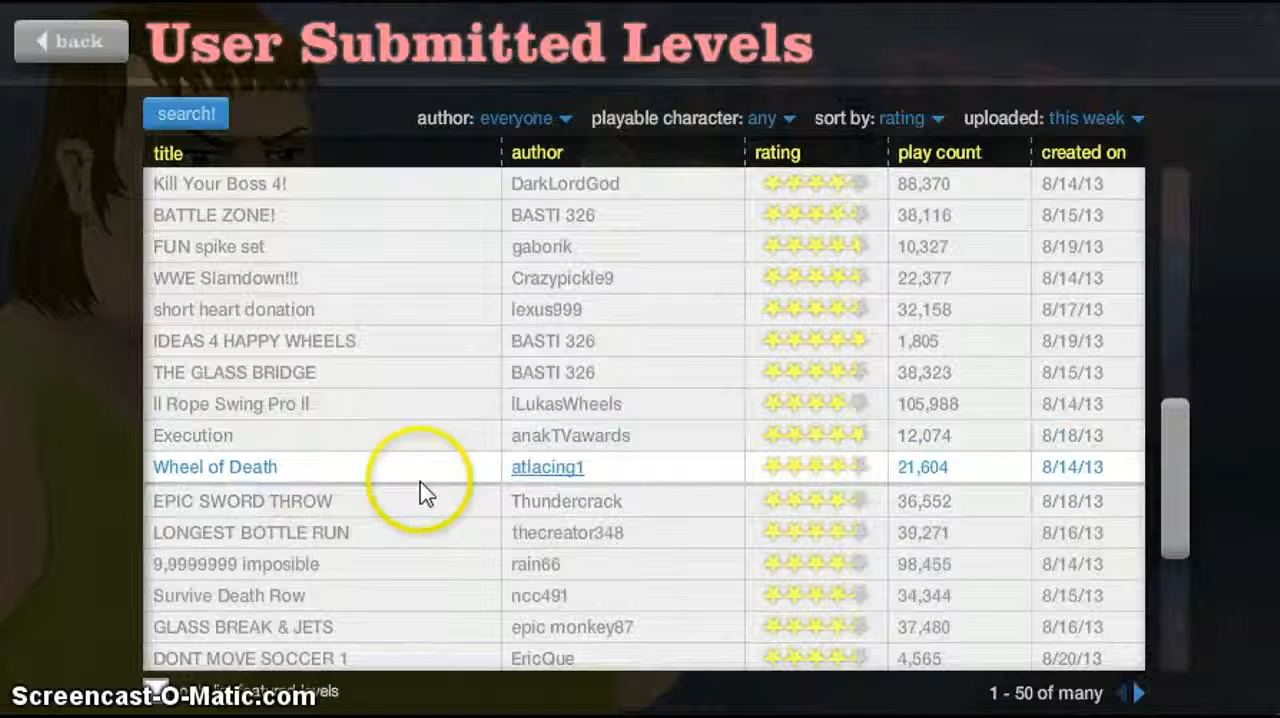 back
User Submitted Levels
search!
author: everyone playable character: any sort by: rating uploaded: this week
title author rating play count created on
Kill Your Boss 4! DarkLordGod 88,370 8/14/13
BATTLE ZONE! BASTI 326 38,116 8/15/13
FUN spike set gaborik 10,327 8/19/13
WWE Slamdown!!! Crazypickle9 22,377 8/14/13
short heart donation lexus999 32,158 8/17/13
IDEAS 4 HAPPY WHEELS BASTI 326 1,805 8/19/13
THE GLASS BRIDGE BASTI 326 38,323 8/15/13
ll Rope Swing Pro ll lLukasWheels 105,988 8/14/13
Execution anakTVawards 12,074 8/18/13
Wheel of Death atlacing1 21,604 8/14/13
EPIC SWORD THROW Thundercrack 36,552 8/18/13
LONGEST BOTTLE RUN thecreator348 39,271 8/16/13
9,9999999 imposible rain66 98,455 8/14/13
Survive Death Row ncc491 34,344 8/15/13
GLASS BREAK & JETS epic monkey87 37,480 8/16/13
DONT MOVE SOCCER 1 EricQue 4,565 8/20/13
featured levels 1 - 50 of many
Screencast-O-Matic.com